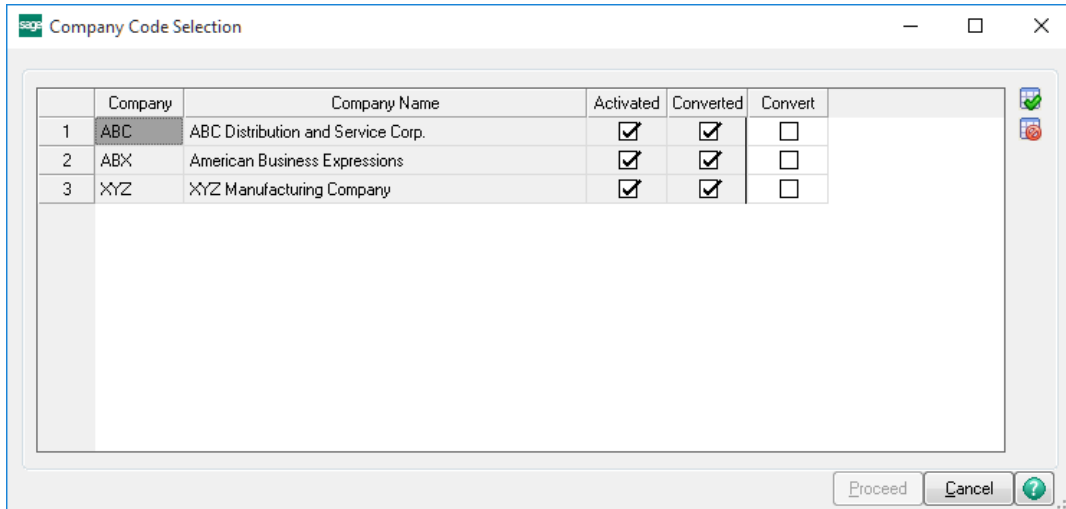 sage Company Code Selection
Company Company Name Activated Converted Convert
1 ABC ABC Distribution and Service Corp.
2 ABX American Business Expressions
3 XYZ XYZ Manufacturing Company
Proceed Cancel ?